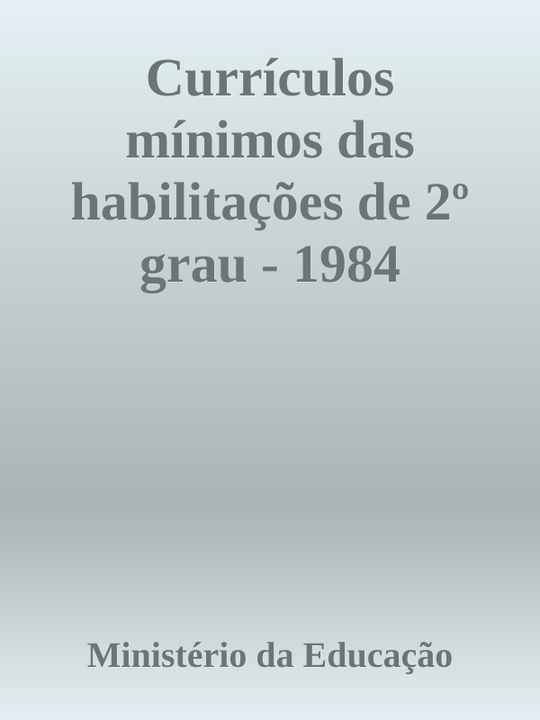 Currículos
mínimos das
habilitações de 2º
grau - 1984
Ministério da Educação